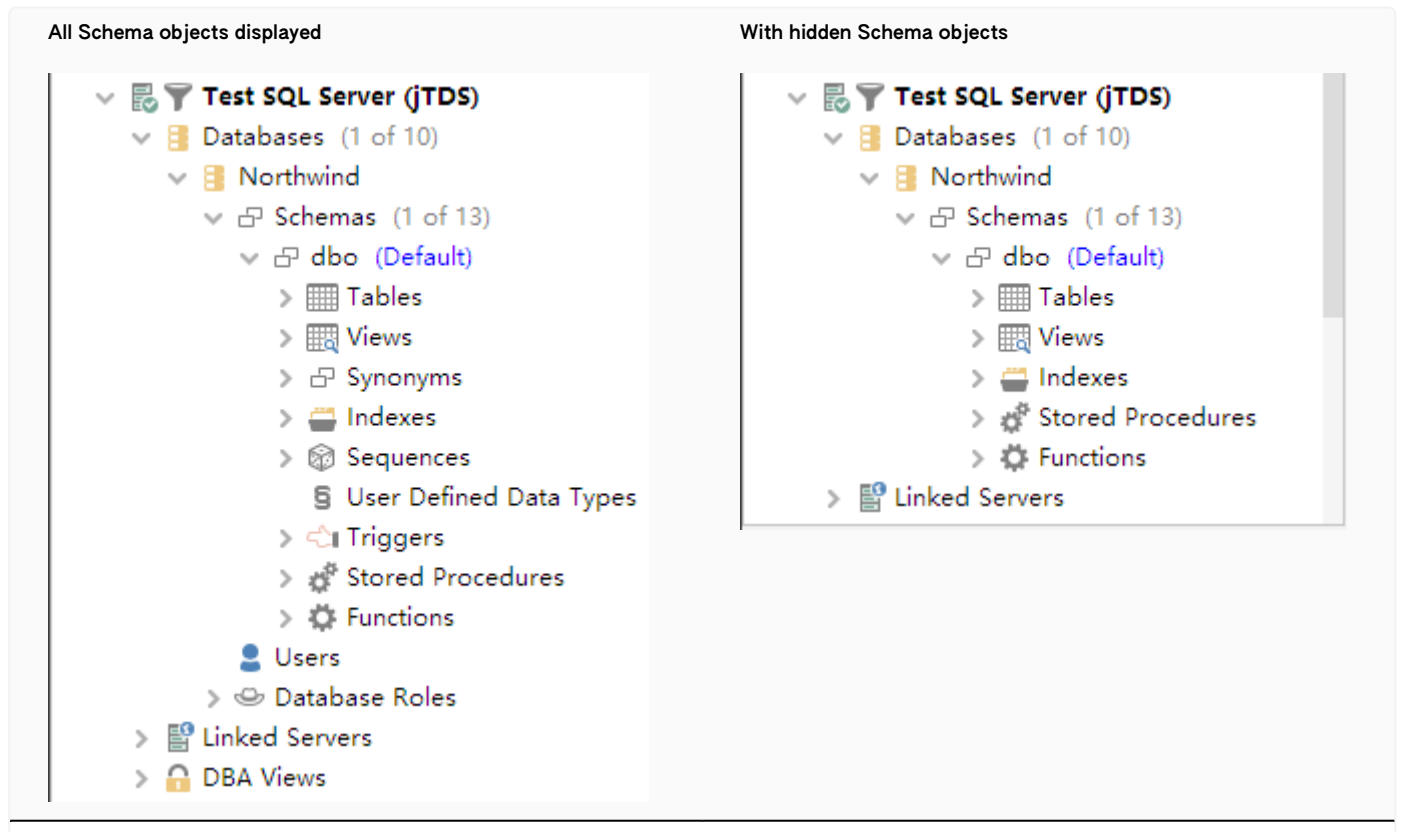 All Schema objects displayed
Test SQL Server (jTDS)
Databases (1 of 10)
Northwind
Schemas (1 of 13)
dbo (Default)
Tables
Views
Synonyms
Indexes
Sequences
User Defined Data Types
Triggers
Stored Procedures
Functions
Users
Database Roles
Linked Servers
DBA Views
With hidden Schema objects
Test SQL Server (jTDS)
Databases (1 of 10)
Northwind
Schemas (1 of 13)
dbo (Default)
Tables
Views
Indexes
Stored Procedures
Functions
Linked Servers